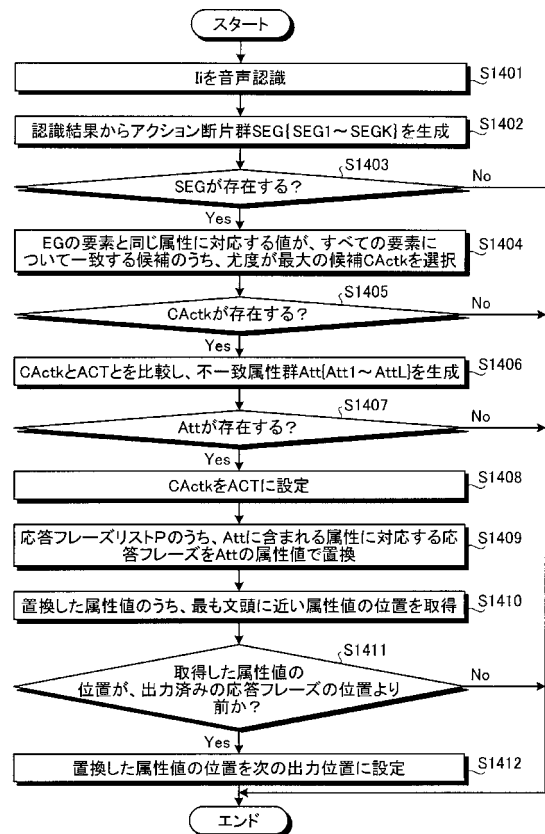 スタート
Iiを音声認識
S1401
認識結果からアクション断片群SEG{SEG1～SEGK}を生成
S1402
SEGが存在する？
S1403
No
Yes
EGの要素と同じ属性に対応する値が、すべての要素に
ついて一致する候補のうち、尤度が最大の候補CActkを選択
S1404
CActkが存在する？
S1405
No
Yes
CActkとACTとを比較し、不一致属性群Att{Att1～AttL}を生成
S1406
Attが存在する？
S1407
No
Yes
CActkをACTに設定
S1408
応答フレーズリストPのうち、Attに含まれる属性に対応する応
答フレーズをAttの属性値で置換
S1409
置換した属性値のうち、最も文頭に近い属性値の位置を取得
S1410
取得した属性値の
位置が、出力済みの応答フレーズの位置より
前か？
S1411
No
Yes
置換した属性値の位置を次の出力位置に設定
S1412
エンド